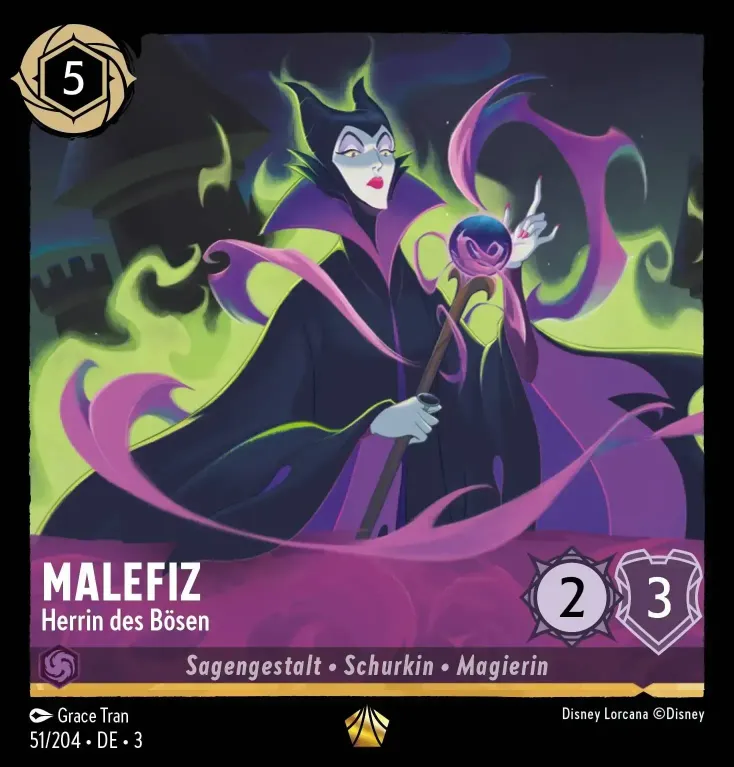 5
MALEFIZ
Herrin des Bösen
2
3
Sagengestalt • Schurkin • Magierin
Grace Tran
Disney Lorcana ©Disney
51/204 • DE • 3